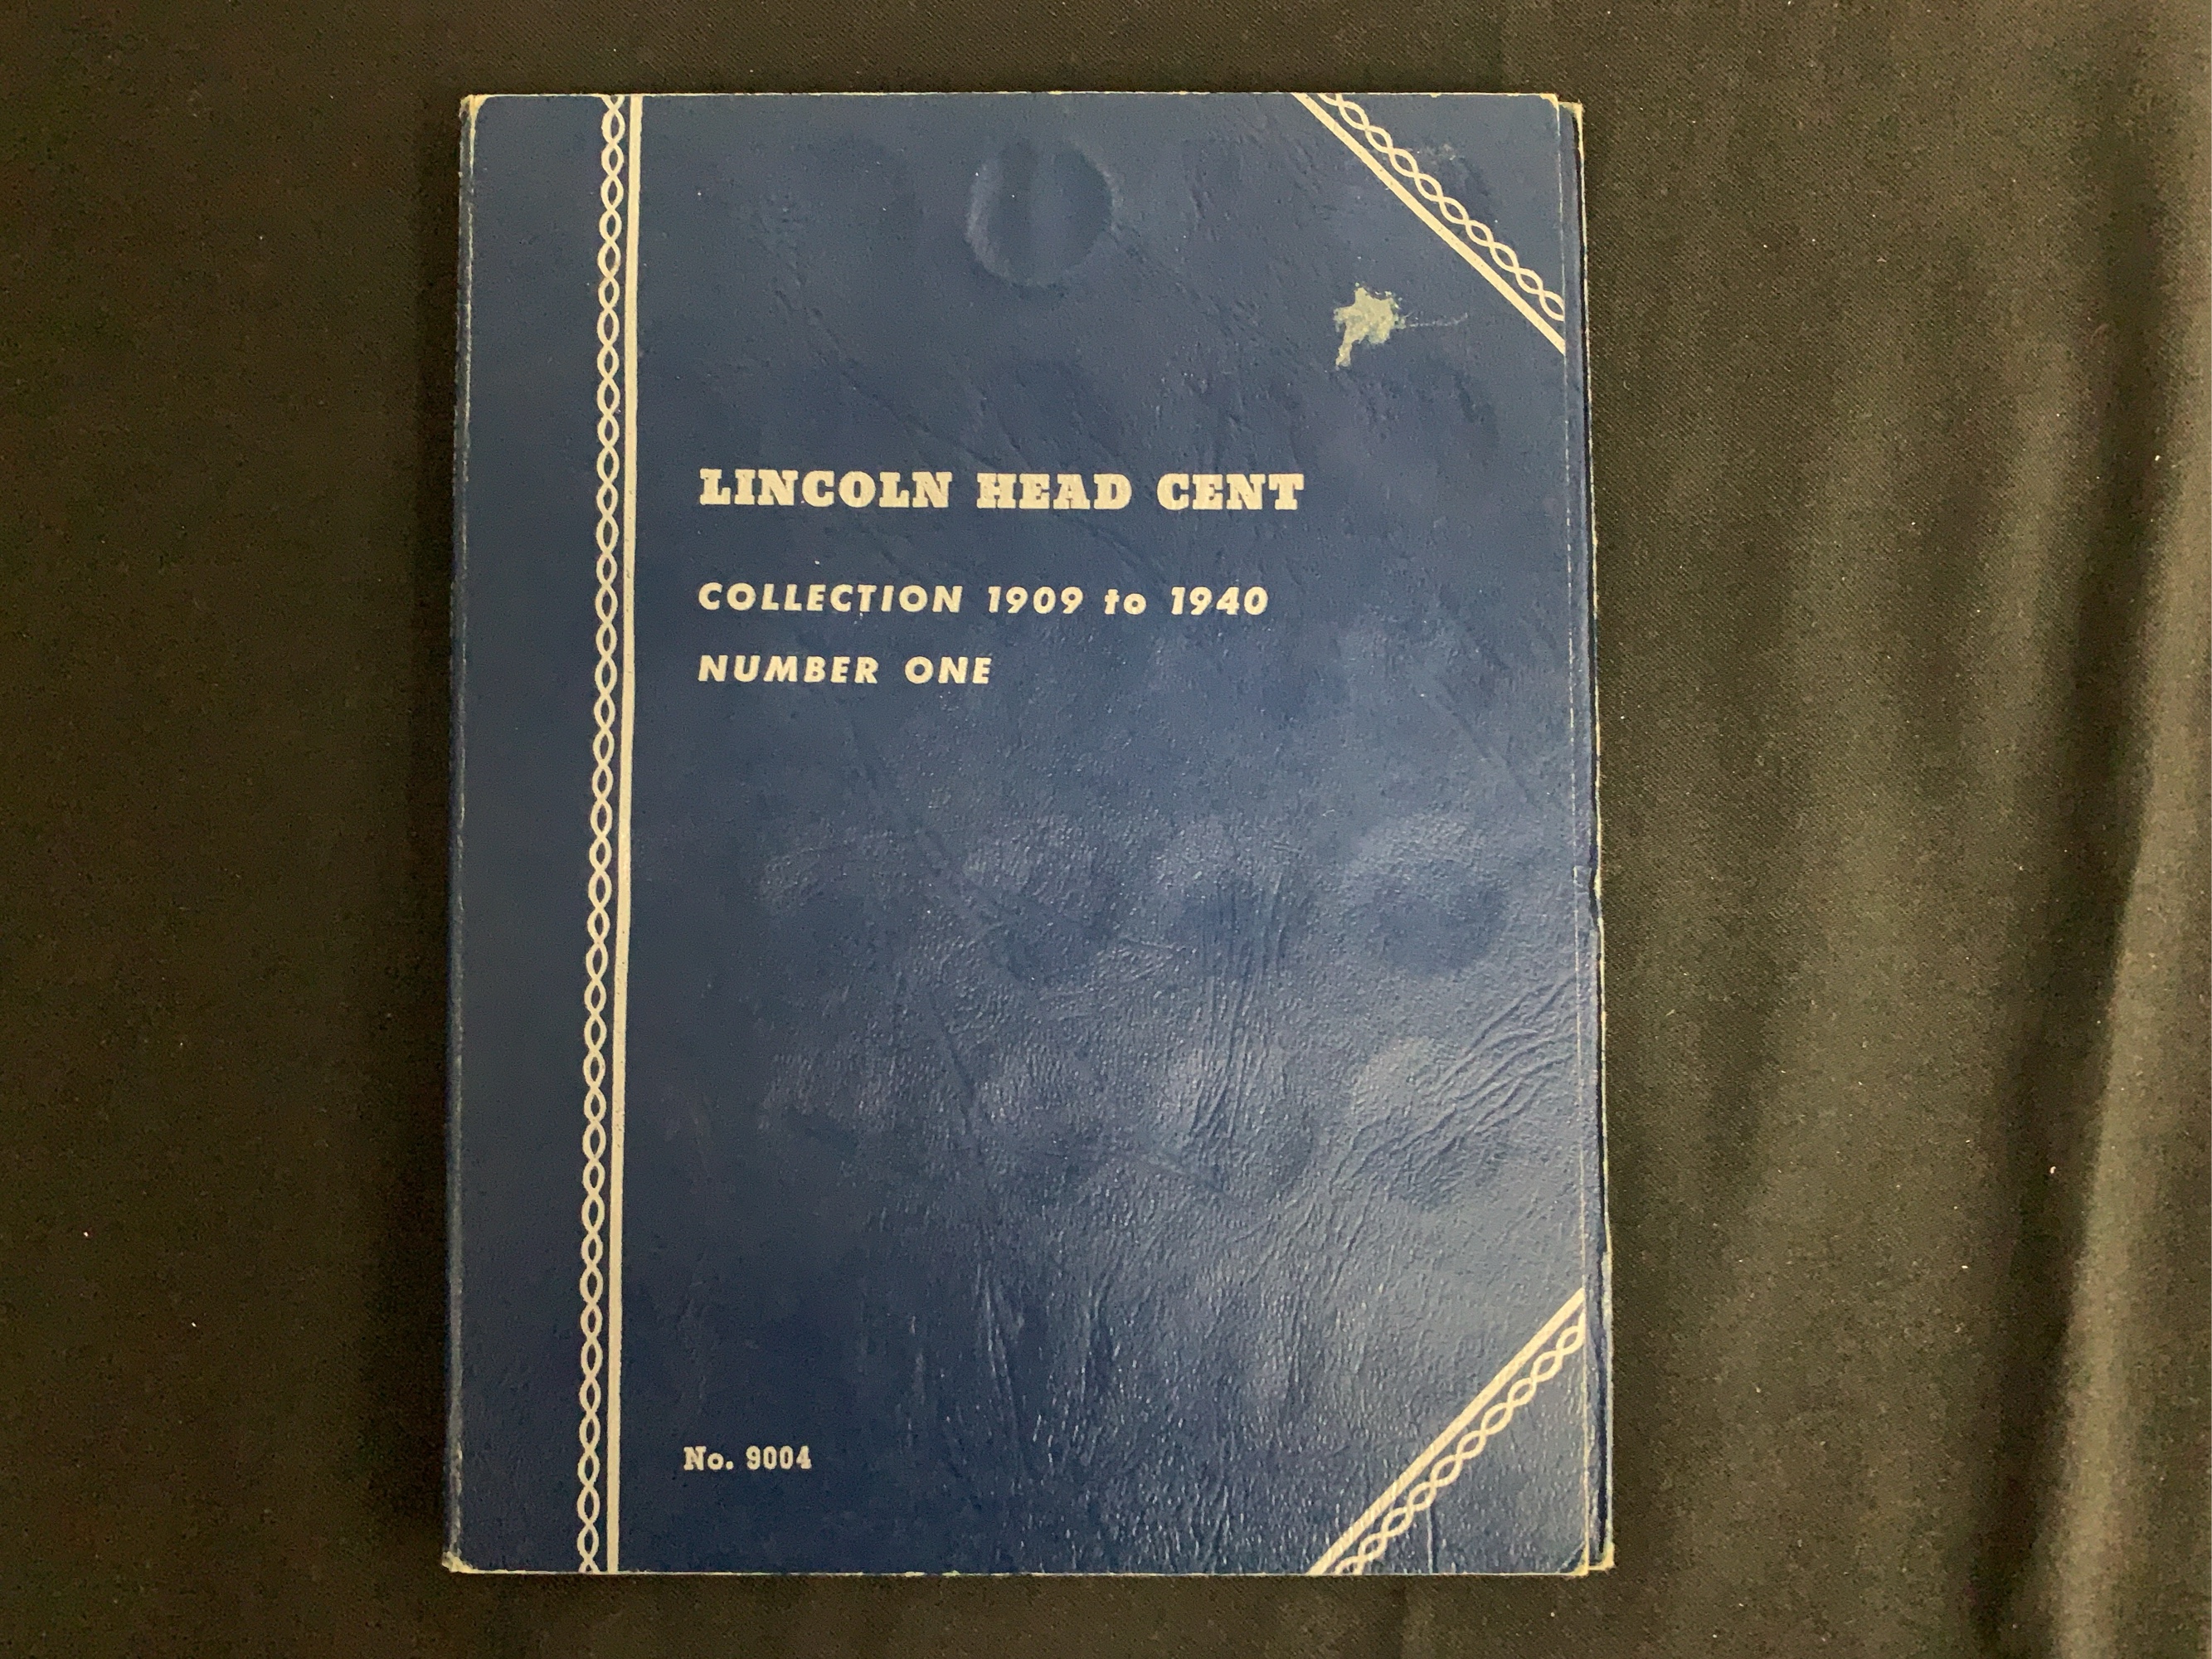 LINCOLN HEAD CENT
COLLECTION 1909 to 1940
NUMBER ONE
No. 9004